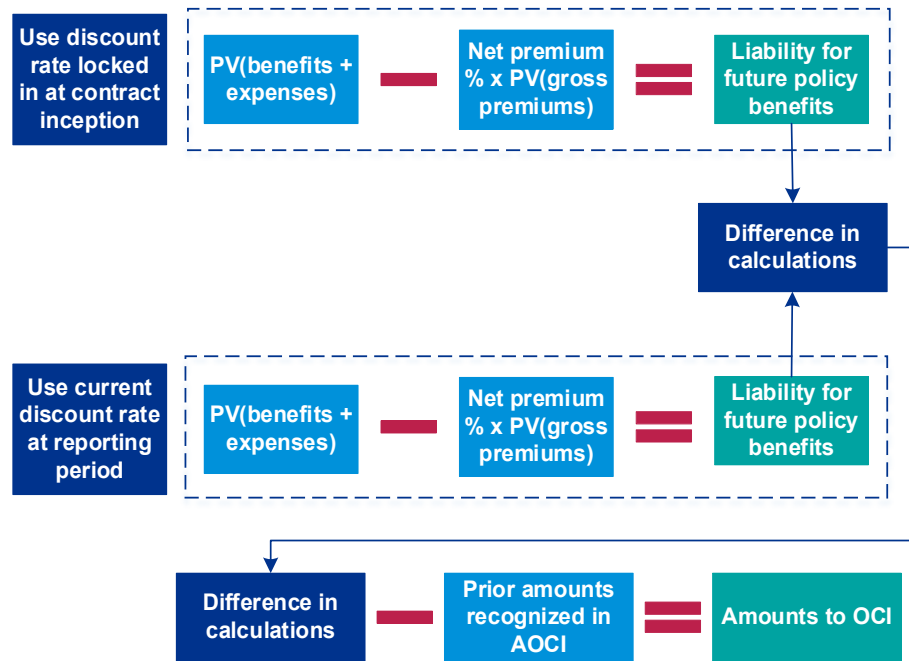 Use discount
rate locked
in at contract
inception
PV(benefits +
expenses)
Net premium
% x PV(gross
premiums)
Liability for
future policy
benefits
Difference in
calculations
Use current
discount rate
at reporting
period
PV(benefits +
expenses)
Net premium
% x PV(gross
premiums)
Liability for
future policy
benefits
Difference in
calculations
Prior amounts
recognized in
AOCI
Amounts to OCI